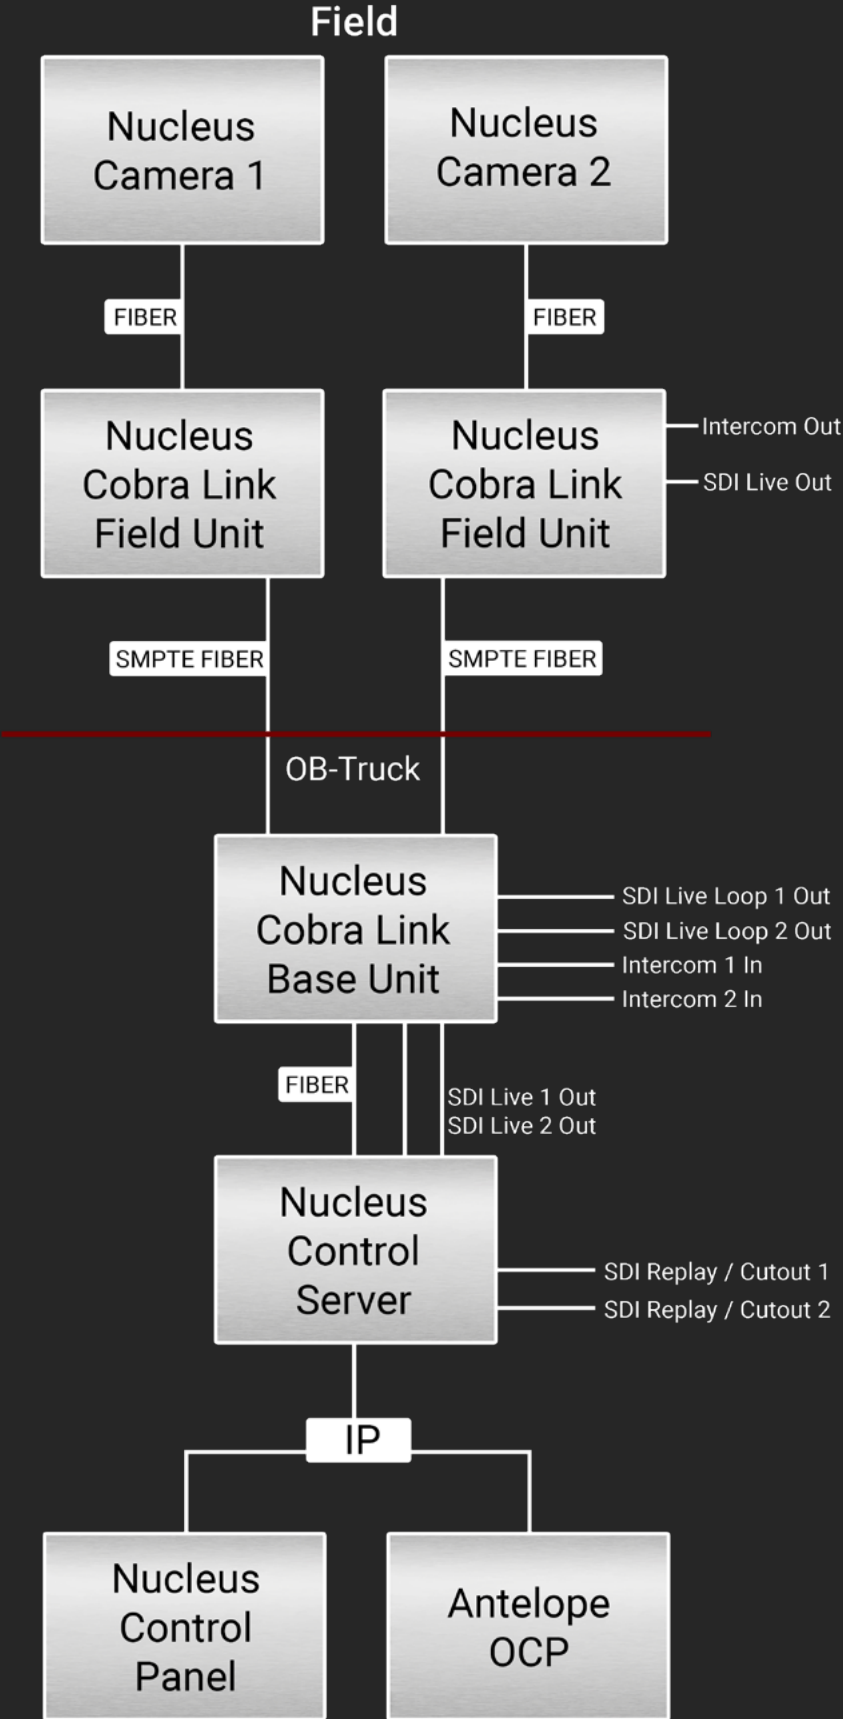 Field
Nucleus
Camera 1
Nucleus
Camera 2
FIBER
FIBER
Nucleus
Cobra Link
Field Unit
Nucleus
Cobra Link
Field Unit
Intercom Out
SDI Live Out
SMPTE FIBER
SMPTE FIBER
OB-Truck
Nucleus
Cobra Link
Base Unit
SDI Live Loop 1 Out
SDI Live Loop 2 Out
Intercom 1 In
Intercom 2 In
FIBER
SDI Live 1 Out
SDI Live 2 Out
Nucleus
Control
Server
SDI Replay / Cutout 1
SDI Replay / Cutout 2
IP
Nucleus
Control
Panel
Antelope
OCP